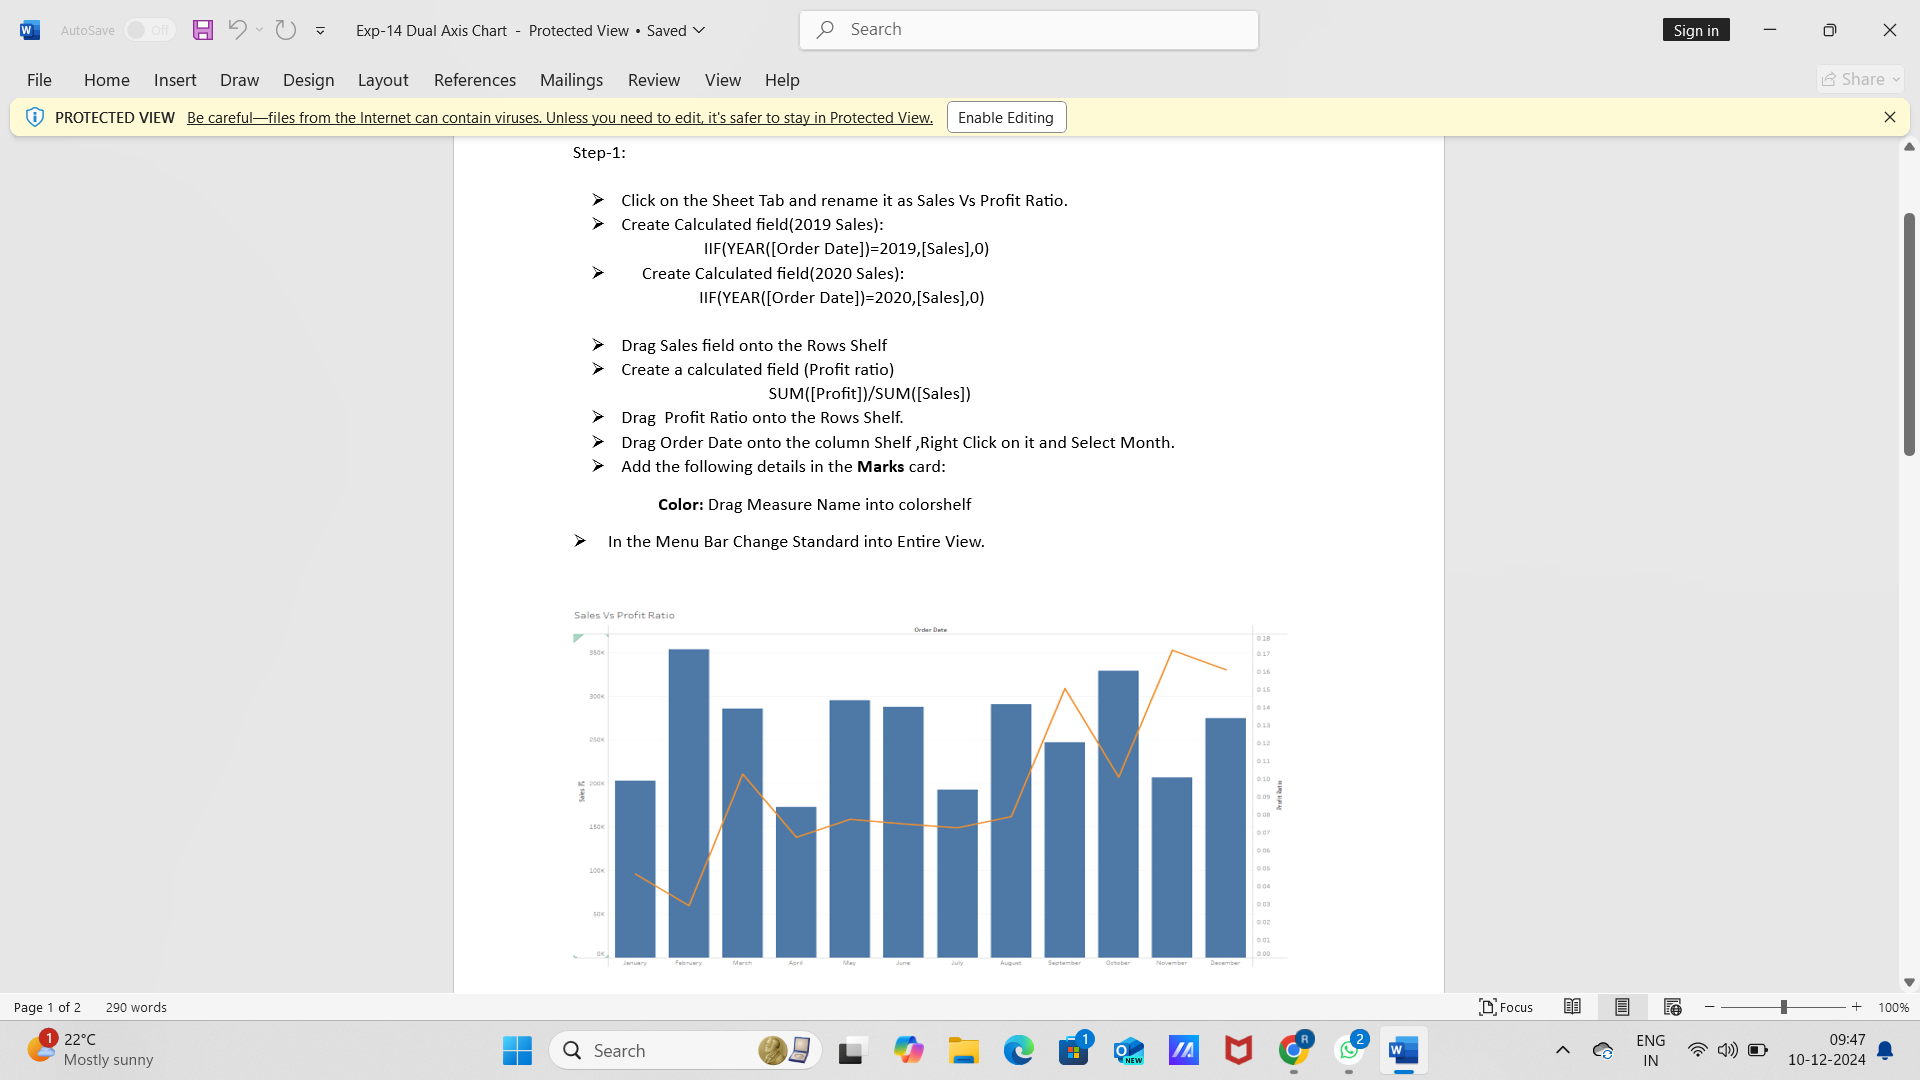 AutoSave Off Exp-14 Dual Axis Chart - Protected View • Saved Search Sign in
File Home Insert Draw Design Layout References Mailings Review View Help Share
PROTECTED VIEW Be careful—files from the Internet can contain viruses. Unless you need to edit, it's safer to stay in Protected View. Enable Editing
Step-1:
Click on the Sheet Tab and rename it as Sales Vs Profit Ratio.
Create Calculated field(2019 Sales):
IIF(YEAR([Order Date])=2019,[Sales],0)
Create Calculated field(2020 Sales):
IIF(YEAR([Order Date])=2020,[Sales],0)
Drag Sales field onto the Rows Shelf
Create a calculated field (Profit ratio)
SUM([Profit])/SUM([Sales])
Drag Profit Ratio onto the Rows Shelf.
Drag Order Date onto the column Shelf ,Right Click on it and Select Month.
Add the following details in the Marks card:
Color: Drag Measure Name into colorshelf
In the Menu Bar Change Standard into Entire View.
Sales Vs Profit Ratio
Order Date
350K
300K
250K
200K
150K
100K
50K
0K
Sales
0.18
0.17
0.16
0.15
0.14
0.13
0.12
0.11
0.10
0.09
0.08
0.07
0.06
0.05
0.04
0.03
0.02
0.01
0.00
Profit Ratio
January February March April May June July August September October November December
Page 1 of 2 290 words Focus 100%
1 22°C
Mostly sunny
Search
1
NEW
R
2
ENG
IN
09:47
10-12-2024